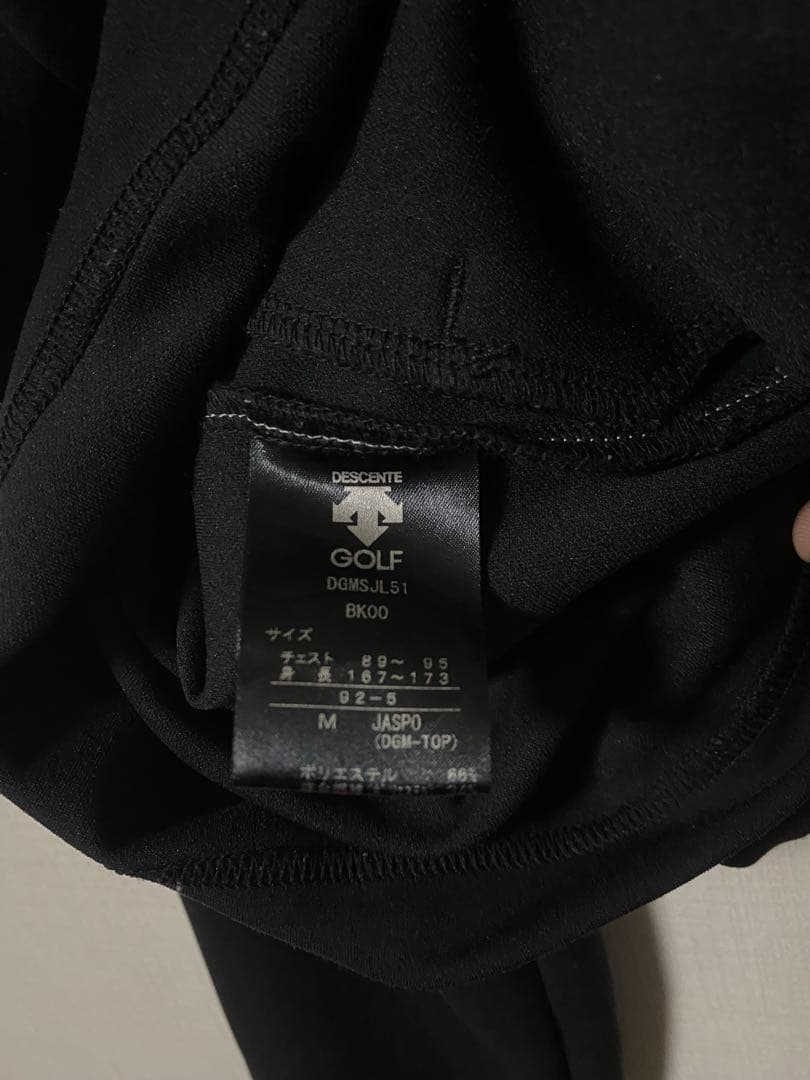 DESCENTE
GOLF
DGMSJL51
BK00
サイズ
チェスト 89～ 95
身 長 167～173
92-5
M JASPO
(DGM-TOP)
ポリエステル 66%